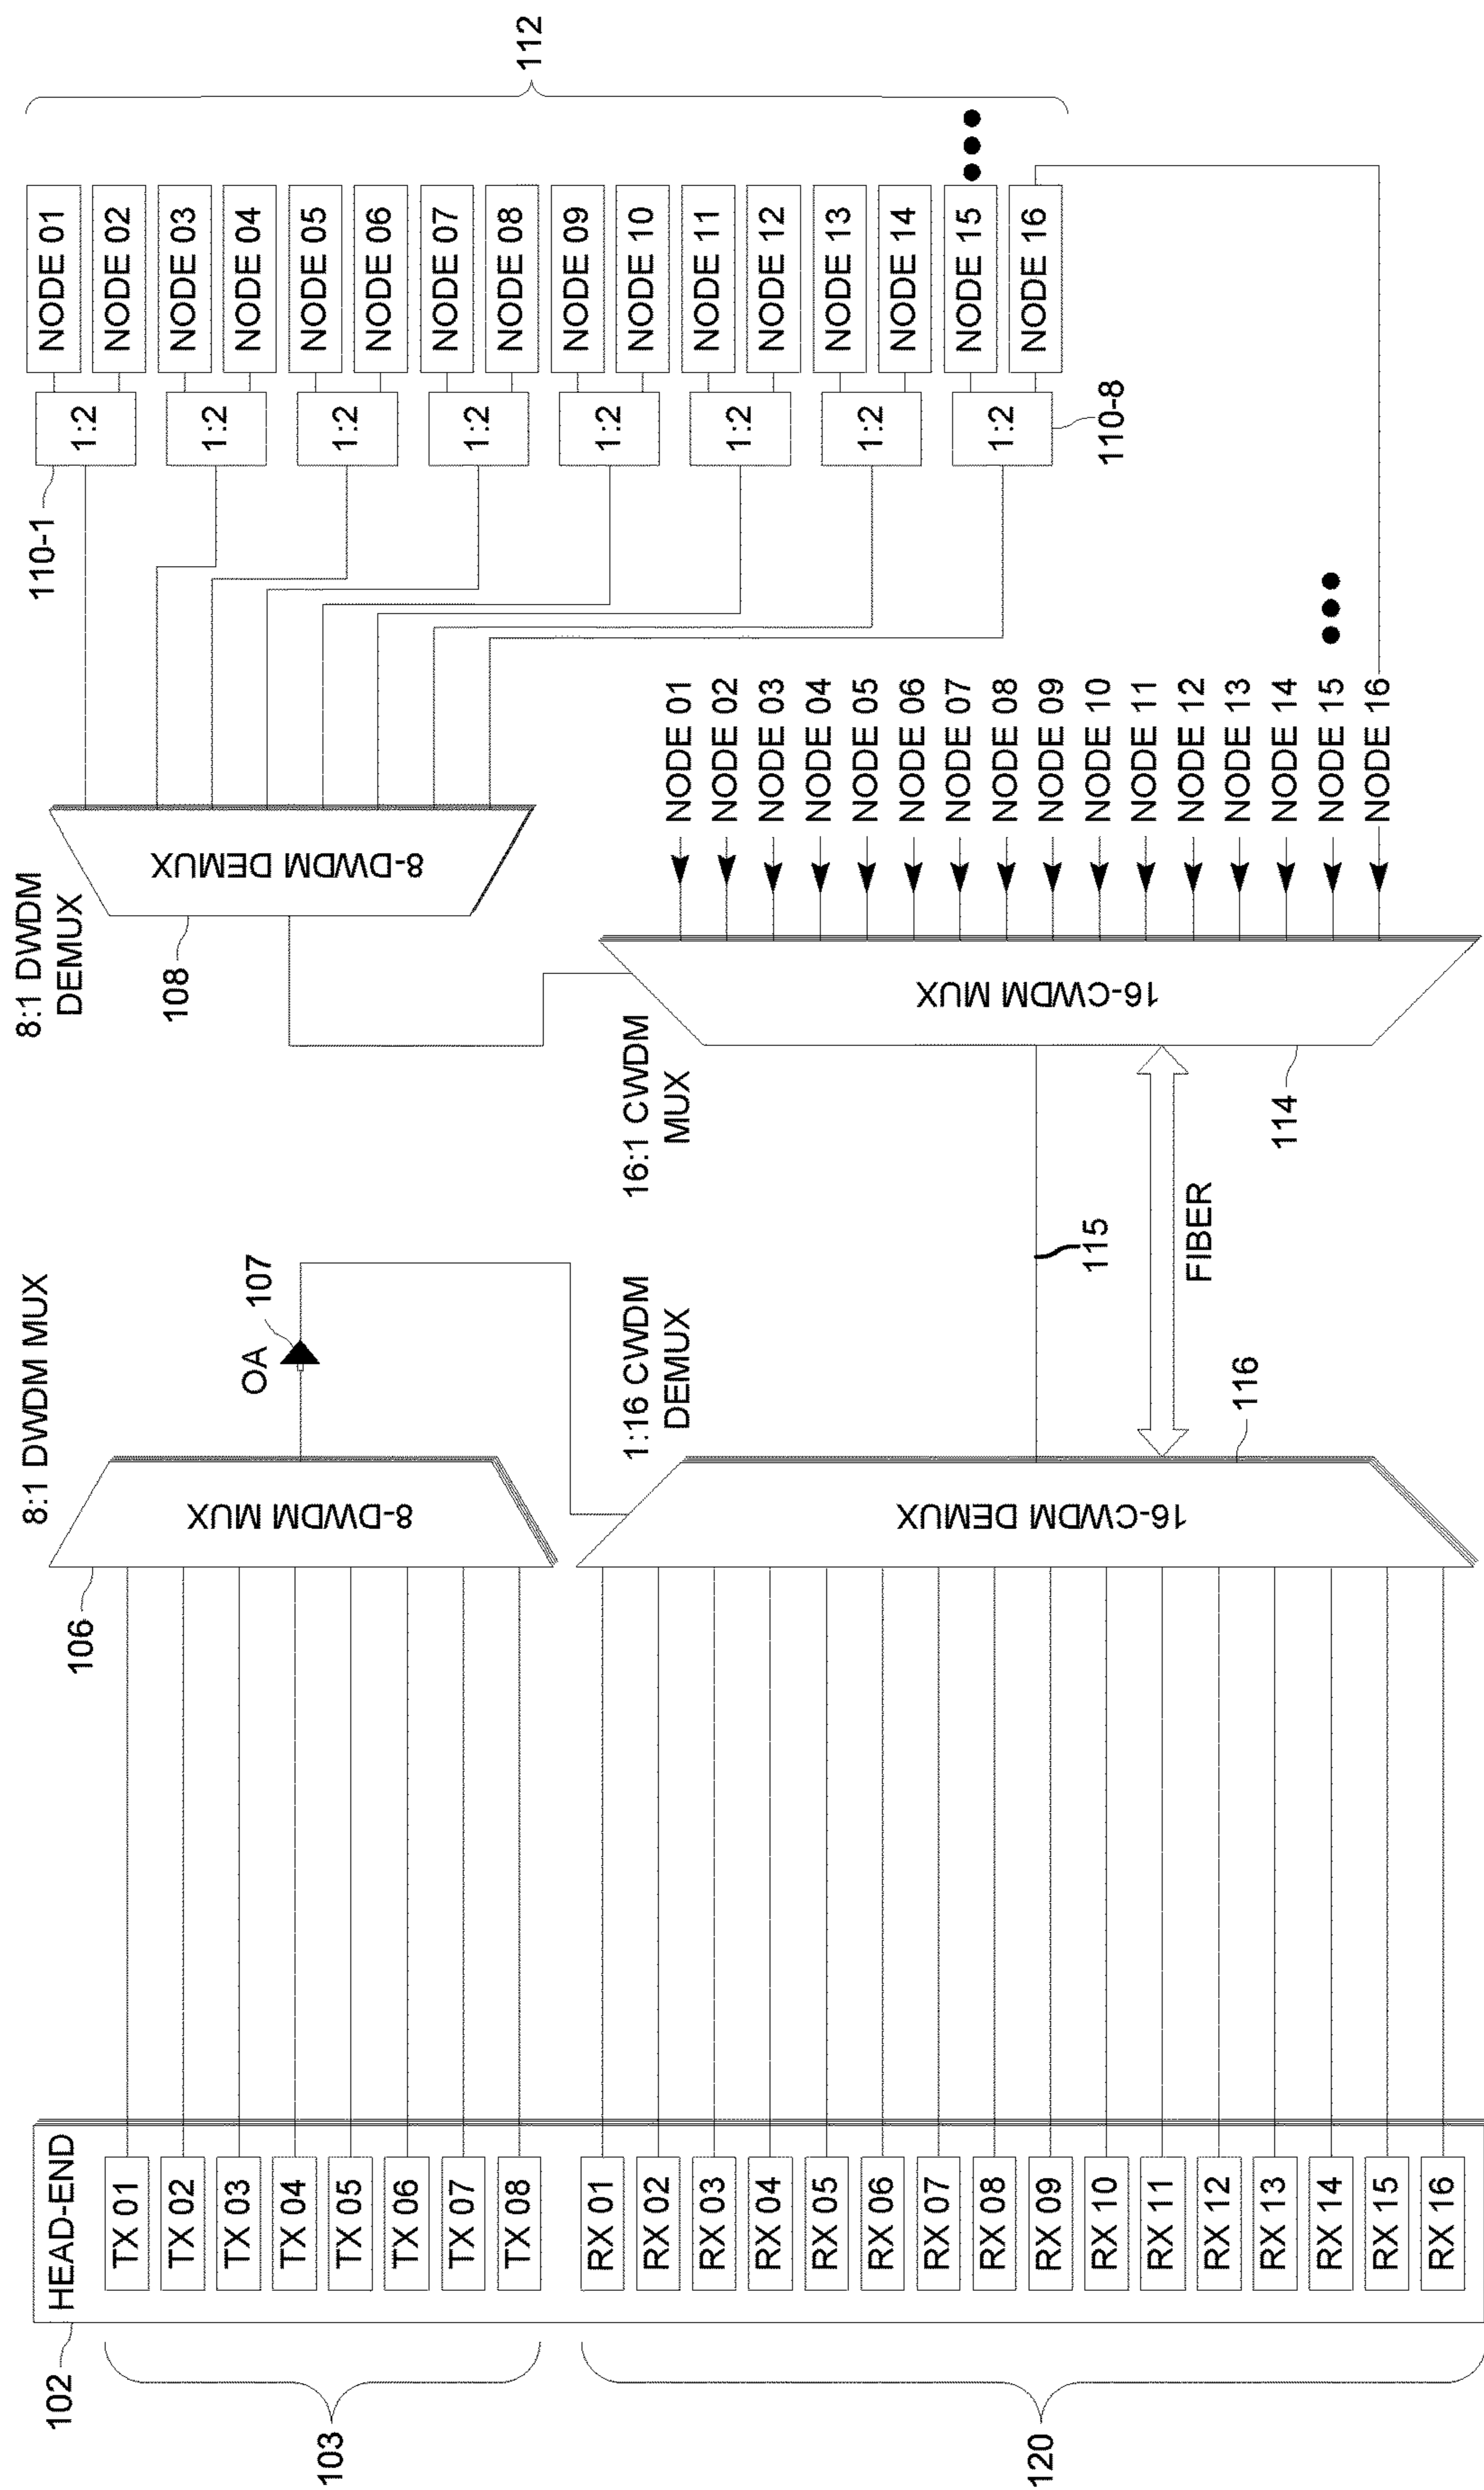 102
HEAD-END
103
TX 01
TX 02
TX 03
TX 04
TX 05
TX 06
TX 07
TX 08
120
RX 01
RX 02
RX 03
RX 04
RX 05
RX 06
RX 07
RX 08
RX 09
RX 10
RX 11
RX 12
RX 13
RX 14
RX 15
RX 16
8:1 DWDM MUX
106
8-DWDM MUX
OA
107
1:16 CWDM
DEMUX
16-CWDM DEMUX
116
115
FIBER
8:1 DWDM
DEMUX
108
8-DWDM DEMUX
16:1 CWDM
MUX
16-CWDM MUX
114
NODE 01
NODE 02
NODE 03
NODE 04
NODE 05
NODE 06
NODE 07
NODE 08
NODE 09
NODE 10
NODE 11
NODE 12
NODE 13
NODE 14
NODE 15
NODE 16
110-1
1:2
1:2
1:2
1:2
1:2
1:2
1:2
1:2
110-8
NODE 01
NODE 02
NODE 03
NODE 04
NODE 05
NODE 06
NODE 07
NODE 08
NODE 09
NODE 10
NODE 11
NODE 12
NODE 13
NODE 14
NODE 15
NODE 16
112